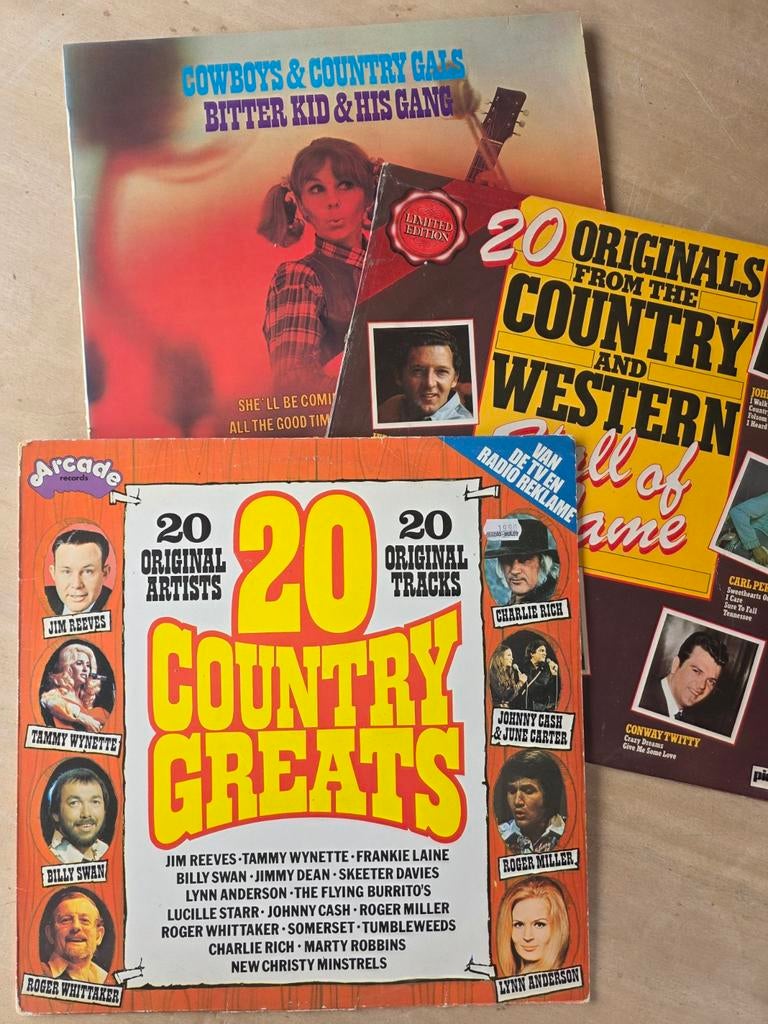 COWBOYS & COUNTRY GALS
BITTER KID & HIS GANG
SHE'LL BE COMI
ALL THE GOOD TIM
LIMITED
EDITION
20 ORIGINALS
FROM THE
COUNTRY
AND
WESTERN
Hall of
Fame
CARL PER
Sweethearts O
I Care
Sure To Fall
Tennessee
CONWAY TWITTY
Crazy Dreams
Give Me Some Love
Arcade
records
VAN
DE TV EN
RADIO REKLAME
20
ORIGINAL
ARTISTS
20
ORIGINAL
TRACKS
20
COUNTRY
GREATS
JIM REEVES
TAMMY WYNETTE
BILLY SWAN
ROGER WHITTAKER
CHARLIE RICH
JOHNNY CASH
& JUNE CARTER
ROGER MILLER
LYNN ANDERSON
JIM REEVES·TAMMY WYNETTE·FRANKIE LAINE
BILLY SWAN·JIMMY DEAN·SKEETER DAVIES
LYNN ANDERSON·THE FLYING BURRITO'S
LUCILLE STARR·JOHNNY CASH·ROGER MILLER
ROGER WHITTAKER·SOMERSET·TUMBLEWEEDS
CHARLIE RICH·MARTY ROBBINS
NEW CHRISTY MINSTRELS